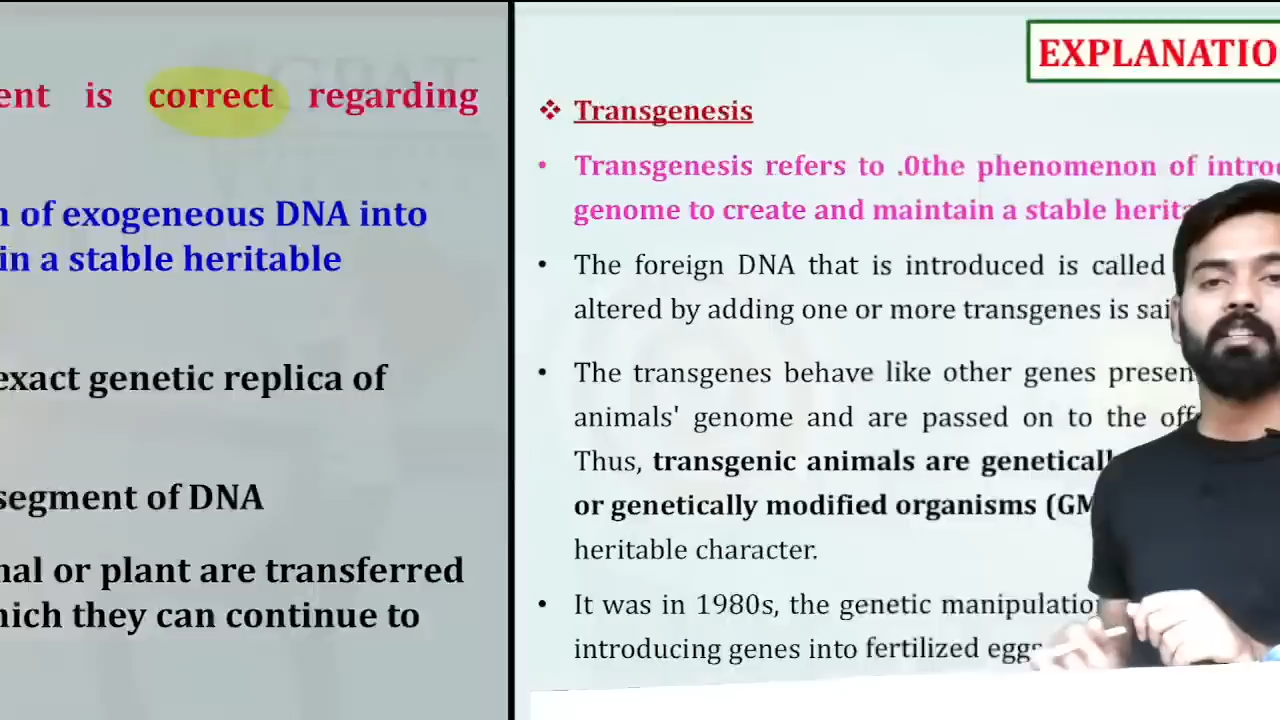 ent is correct regarding
n of exogeneous DNA into
in a stable heritable
exact genetic replica of
segment of DNA
nal or plant are transferred
hich they can continue to
EXPLANATIO
❖ Transgenesis
• Transgenesis refers to .0the phenomenon of introd
genome to create and maintain a stable herita
• The foreign DNA that is introduced is called
altered by adding one or more transgenes is sai
• The transgenes behave like other genes presen
animals' genome and are passed on to the off
Thus, transgenic animals are geneticall
or genetically modified organisms (GM
heritable character.
• It was in 1980s, the genetic manipulation
introducing genes into fertilized eggs